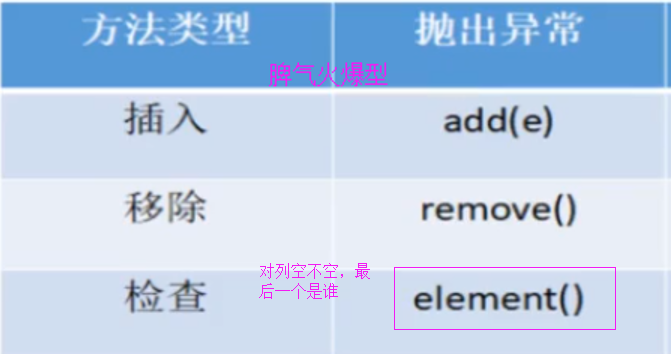 方法类型 抛出异常
脾气火爆型
插入 add(e)
移除 remove()
对列空不空，最
后一个是谁
检查 element()